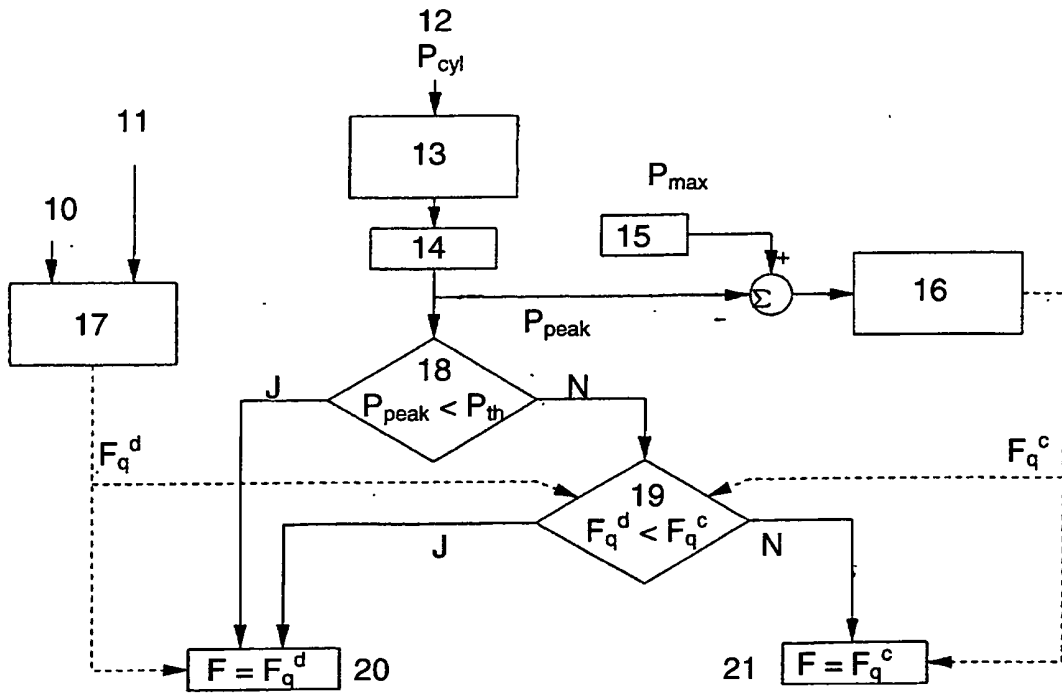 12
P_cyl
11
13
P_max
10
14
15
+
Σ
16
17
-
P_peak
18
J
P_peak < P_th
N
F_q^d
F_q^c
19
F_q^d < F_q^c
J
N
F = F_q^d
20
21
F = F_q^c